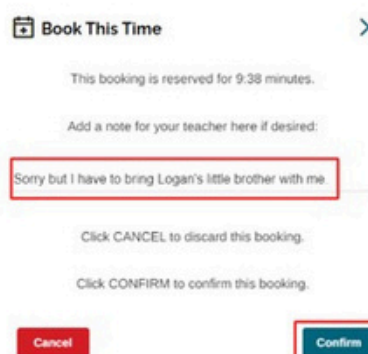 Book This Time
This booking is reserved for 9:38 minutes.
Add a note for your teacher here if desired:
Sorry but I have to bring Logan's little brother with me.
Click CANCEL to discard this booking.
Click CONFIRM to confirm this booking.
Cancel Confirm